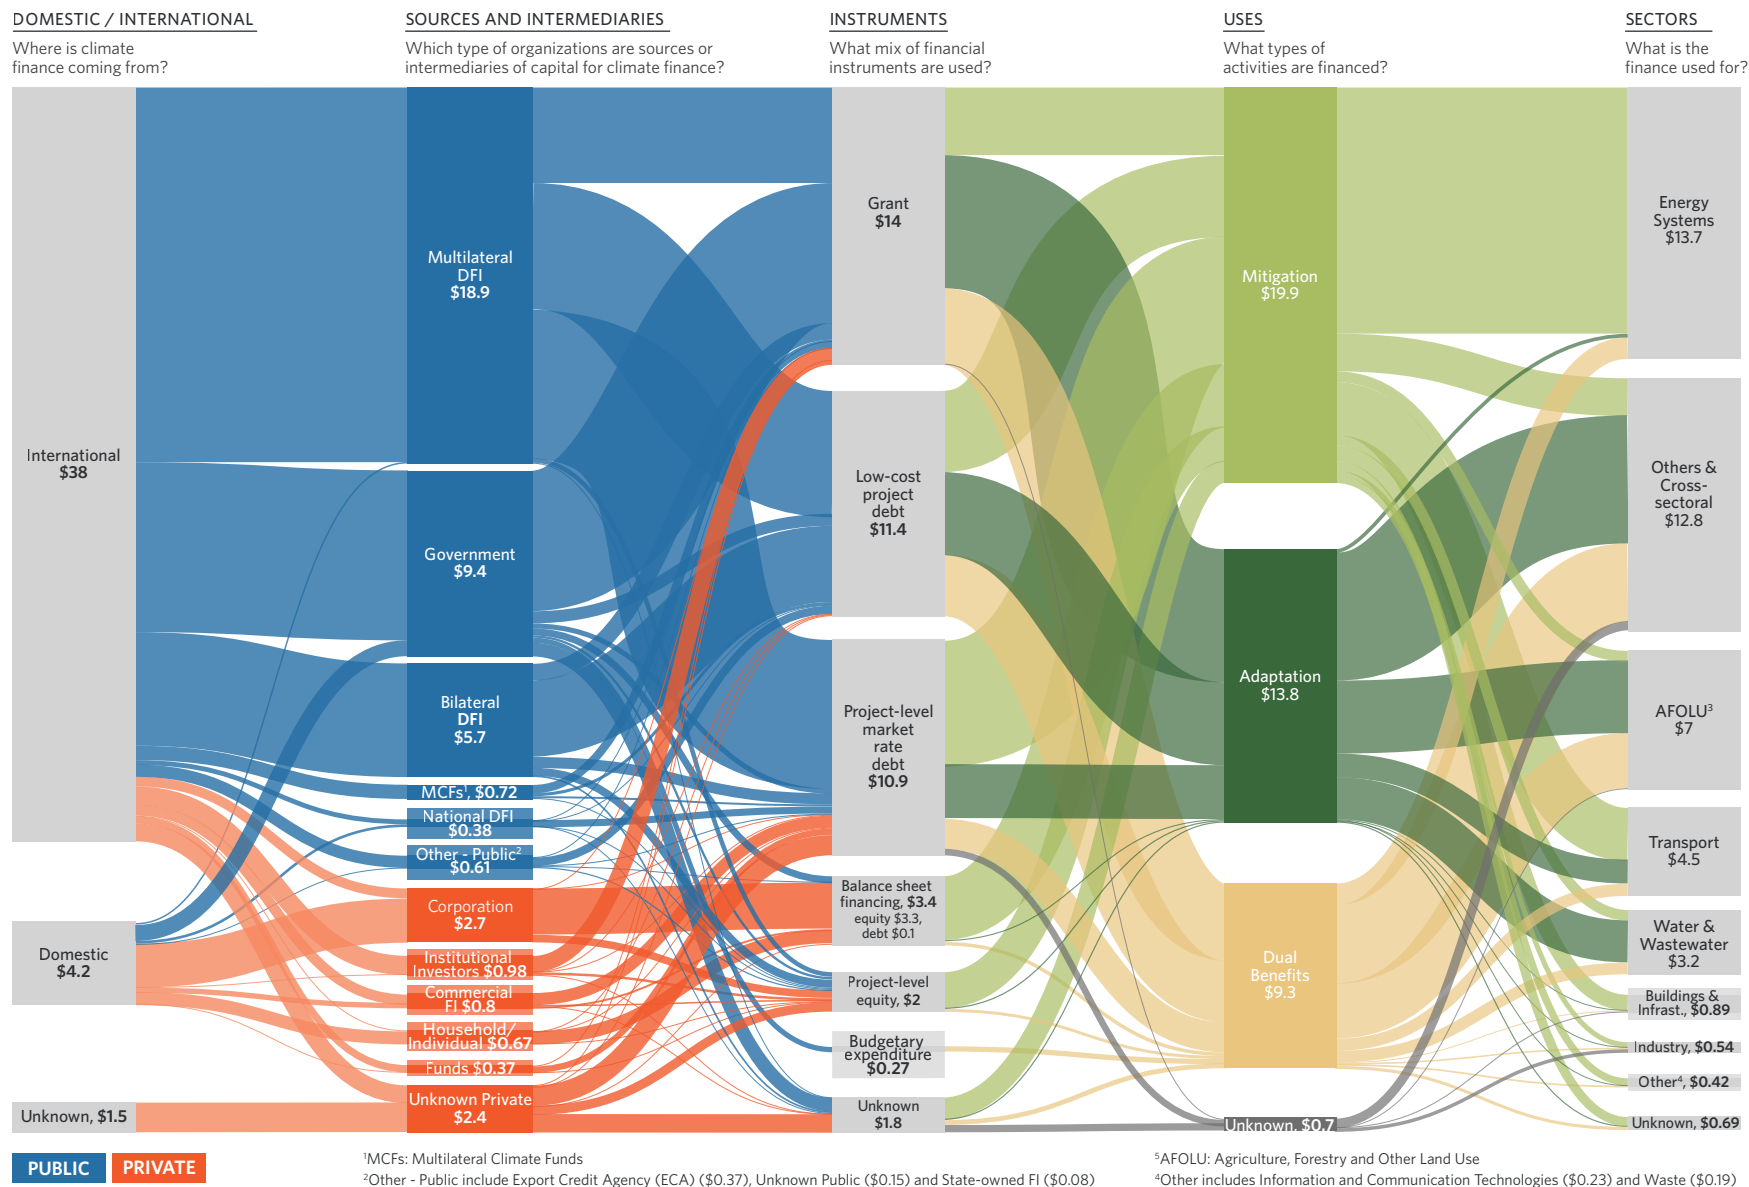 DOMESTIC / INTERNATIONAL
Where is climate
finance coming from?
SOURCES AND INTERMEDIARIES
Which type of organizations are sources or
intermediaries of capital for climate finance?
INSTRUMENTS
What mix of financial
instruments are used?
USES
What types of
activities are financed?
SECTORS
What is the
finance used for?
International
$38
Domestic
$4.2
Unknown, $1.5
Multilateral
DFI
$18.9
Government
$9.4
Bilateral
DFI
$5.7
MCFs¹, $0.72
National DFI
$0.38
Other - Public²
$0.61
Corporation
$2.7
Institutional
Investors $0.98
Commercial
FI $0.8
Household/
Individual $0.67
Funds $0.37
Unknown Private
$2.4
Grant
$14
Low-cost
project
debt
$11.4
Project-level
market
rate
debt
$10.9
Balance sheet
financing, $3.4
equity $3.3,
debt $0.1
Project-level
equity, $2
Budgetary
expenditure
$0.27
Unknown
$1.8
Mitigation
$19.9
Adaptation
$13.8
Dual
Benefits
$9.3
Unknown, $0.7
Energy
Systems
$13.7
Others &
Cross-
sectoral
$12.8
AFOLU³
$7
Transport
$4.5
Water &
Wastewater
$3.2
Buildings &
Infrast., $0.89
Industry, $0.54
Other⁴, $0.42
Unknown, $0.69
PUBLIC
PRIVATE
¹MCFs: Multilateral Climate Funds
²Other - Public include Export Credit Agency (ECA) ($0.37), Unknown Public ($0.15) and State-owned FI ($0.08)
⁵AFOLU: Agriculture, Forestry and Other Land Use
⁴Other includes Information and Communication Technologies ($0.23) and Waste ($0.19)